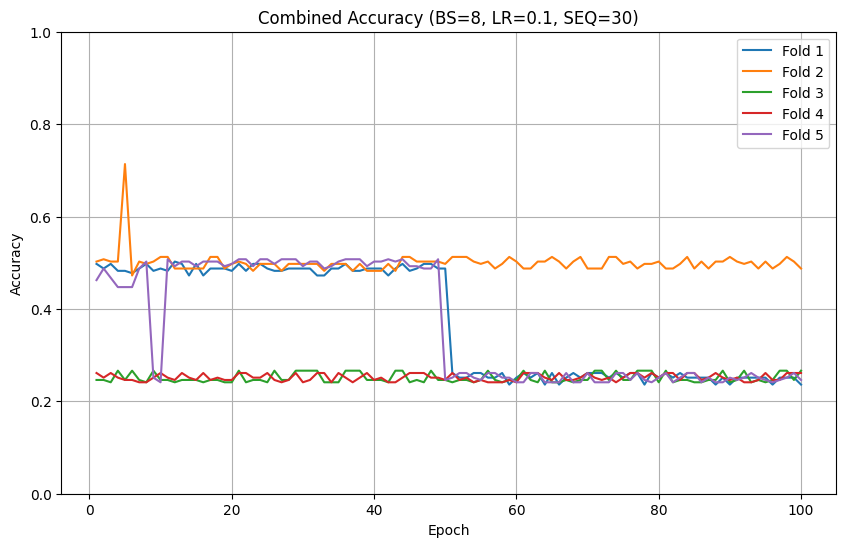 Combined Accuracy (BS=8, LR=0.1, SEQ=30)
1.0
0.8
0.6
0.4
0.2
0.0
Accuracy
0 20 40 60 80 100
Epoch
Fold 1
Fold 2
Fold 3
Fold 4
Fold 5